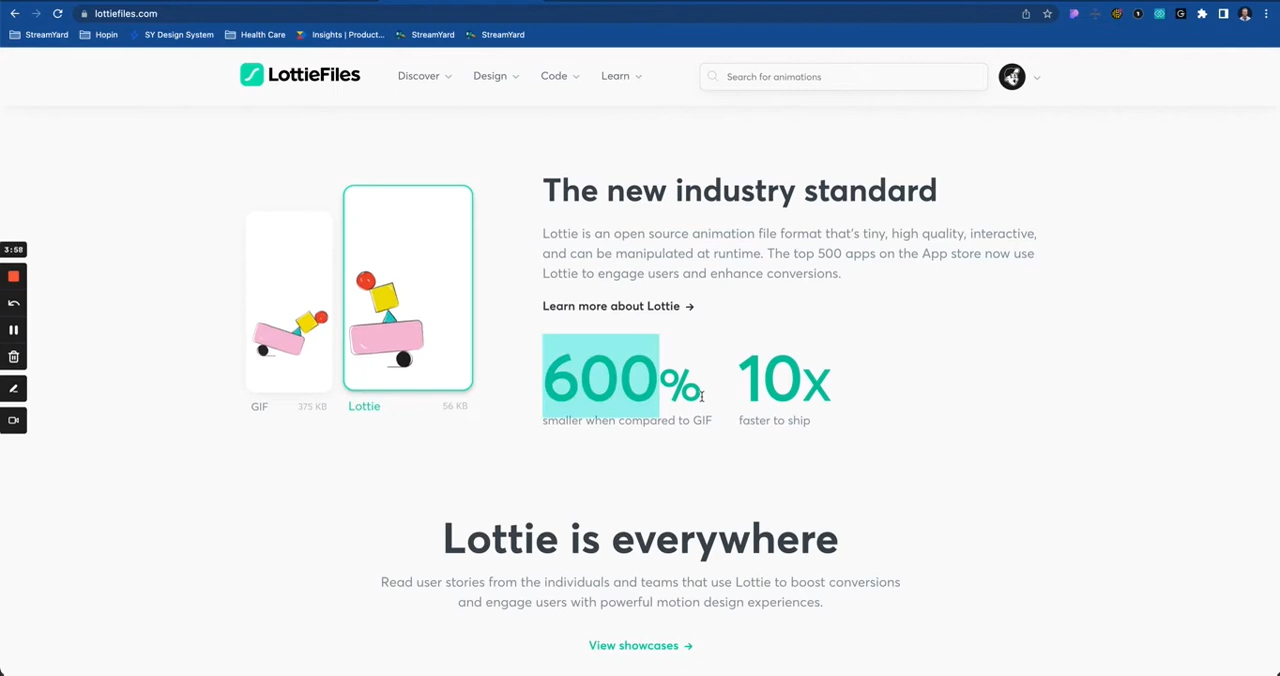 lottiefiles.com
StreamYard
Hopin
SY Design System
Health Care
Insights | Product...
StreamYard
StreamYard
LottieFiles
Discover
Design
Code
Learn
Search for animations
The new industry standard
Lottie is an open source animation file format that's tiny, high quality, interactive,
and can be manipulated at runtime. The top 500 apps on the App store now use
Lottie to engage users and enhance conversions.
Learn more about Lottie →
3:58
600%
10x
smaller when compared to GIF
faster to ship
GIF
375 KB
Lottie
56 KB
Lottie is everywhere
Read user stories from the individuals and teams that use Lottie to boost conversions
and engage users with powerful motion design experiences.
View showcases →